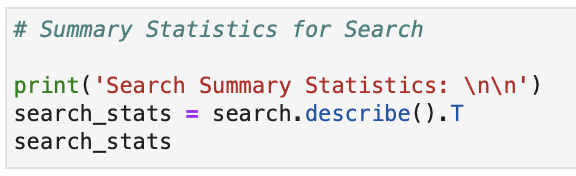 # Summary Statistics for Search
print('Search Summary Statistics: \n\n')
search_stats = search.describe().T
search_stats